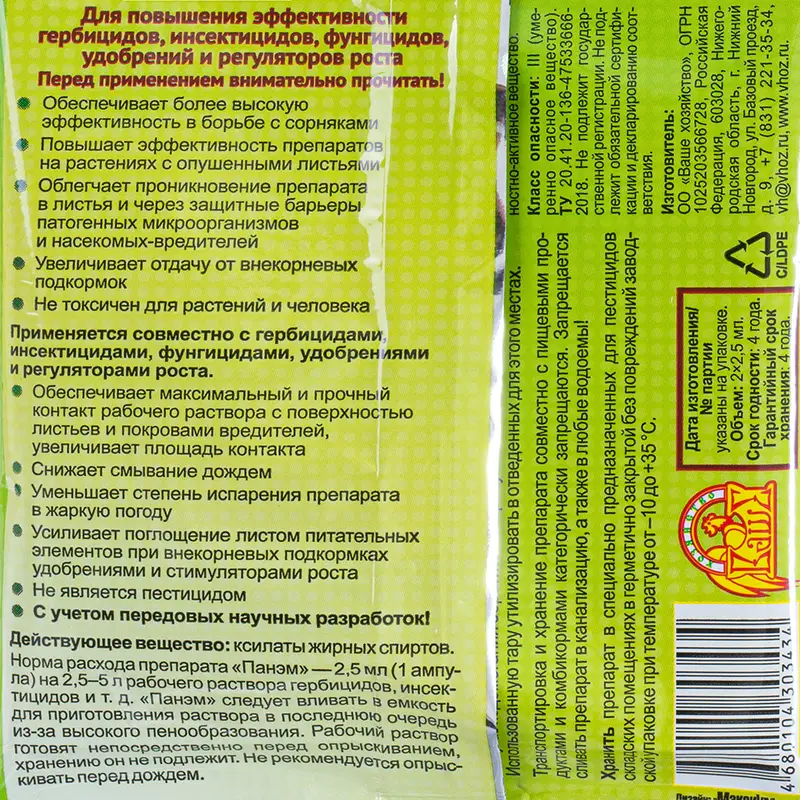 Для повышения эффективности
гербицидов, инсектицидов, фунгицидов,
удобрений и регуляторов роста
Перед применением внимательно прочитать!
Обеспечивает более высокую
эффективность в борьбе с сорняками
Повышает эффективность препаратов
на растениях с опушенными листьями
Облегчает проникновение препарата
в листья и через защитные барьеры
патогенных микроорганизмов
и насекомых-вредителей
Увеличивает отдачу от внекорневых
подкормок
Не токсичен для растений и человека
Применяется совместно с гербицидами,
инсектицидами, фунгицидами, удобрениями
и регуляторами роста.
Обеспечивает максимальный и прочный
контакт рабочего раствора с поверхностью
листьев и покровами вредителей,
увеличивает площадь контакта
Снижает смывание дождем
Уменьшает степень испарения препарата
в жаркую погоду
Усиливает поглощение листом питательных
элементов при внекорневых подкормках
удобрениями и стимуляторами роста
Не является пестицидом
С учетом передовых научных разработок!
Действующее вещество: ксилаты жирных спиртов.
Норма расхода препарата «Панэм» — 2,5 мл (1 ампу-
ла) на 2,5–5 л рабочего раствора гербицидов, инсек-
тицидов и т. д. «Панэм» следует вливать в емкость
для приготовления раствора в последнюю очередь
из-за высокого пенообразования. Рабочий раствор
готовят непосредственно перед опрыскиванием,
хранению он не подлежит. Не рекомендуется опрыс-
кивать перед дождем.
Использованную тару утилизировать в отведенных для этого местах.
Транспортировка и хранение препарата совместно с пищевыми про-
дуктами и комбикормами категорически запрещаются. Запрещается
сливать препарат в канализацию, а также в любые водоемы!
Хранить препарат в специально предназначенных для пестицидов
складских помещениях в герметично закрытой без повреждений завод-
ской упаковке при температуре от –10 до +35 °С.
ностно-активное вещество.
Класс опасности: III (уме-
ренно опасное вещество).
ТУ 20.41.20-136-47533666-
2018. Не подлежит государ-
ственной регистрации. Не под-
лежит обязательной сертифи-
кации и декларированию соот-
ветствия.
Изготовитель:
ОО «Ваше хозяйство», ОГРН
1025203566728, Российская
Федерация, 603028, Нижего-
родская область, г. Нижний
Новгород, ул. Базовый проезд,
д. 9, +7 (831) 221-35-34,
v@vhoz.ru, www.vhoz.ru
C/LDPE
Дата изготовления/
№ партии
указаны на упаковке.
Объем: 2×2,5 мл.
Срок годности: 4 года.
Гарантийный срок
хранения: 4 года.
Ваше
хозяйство
4 680104 303434